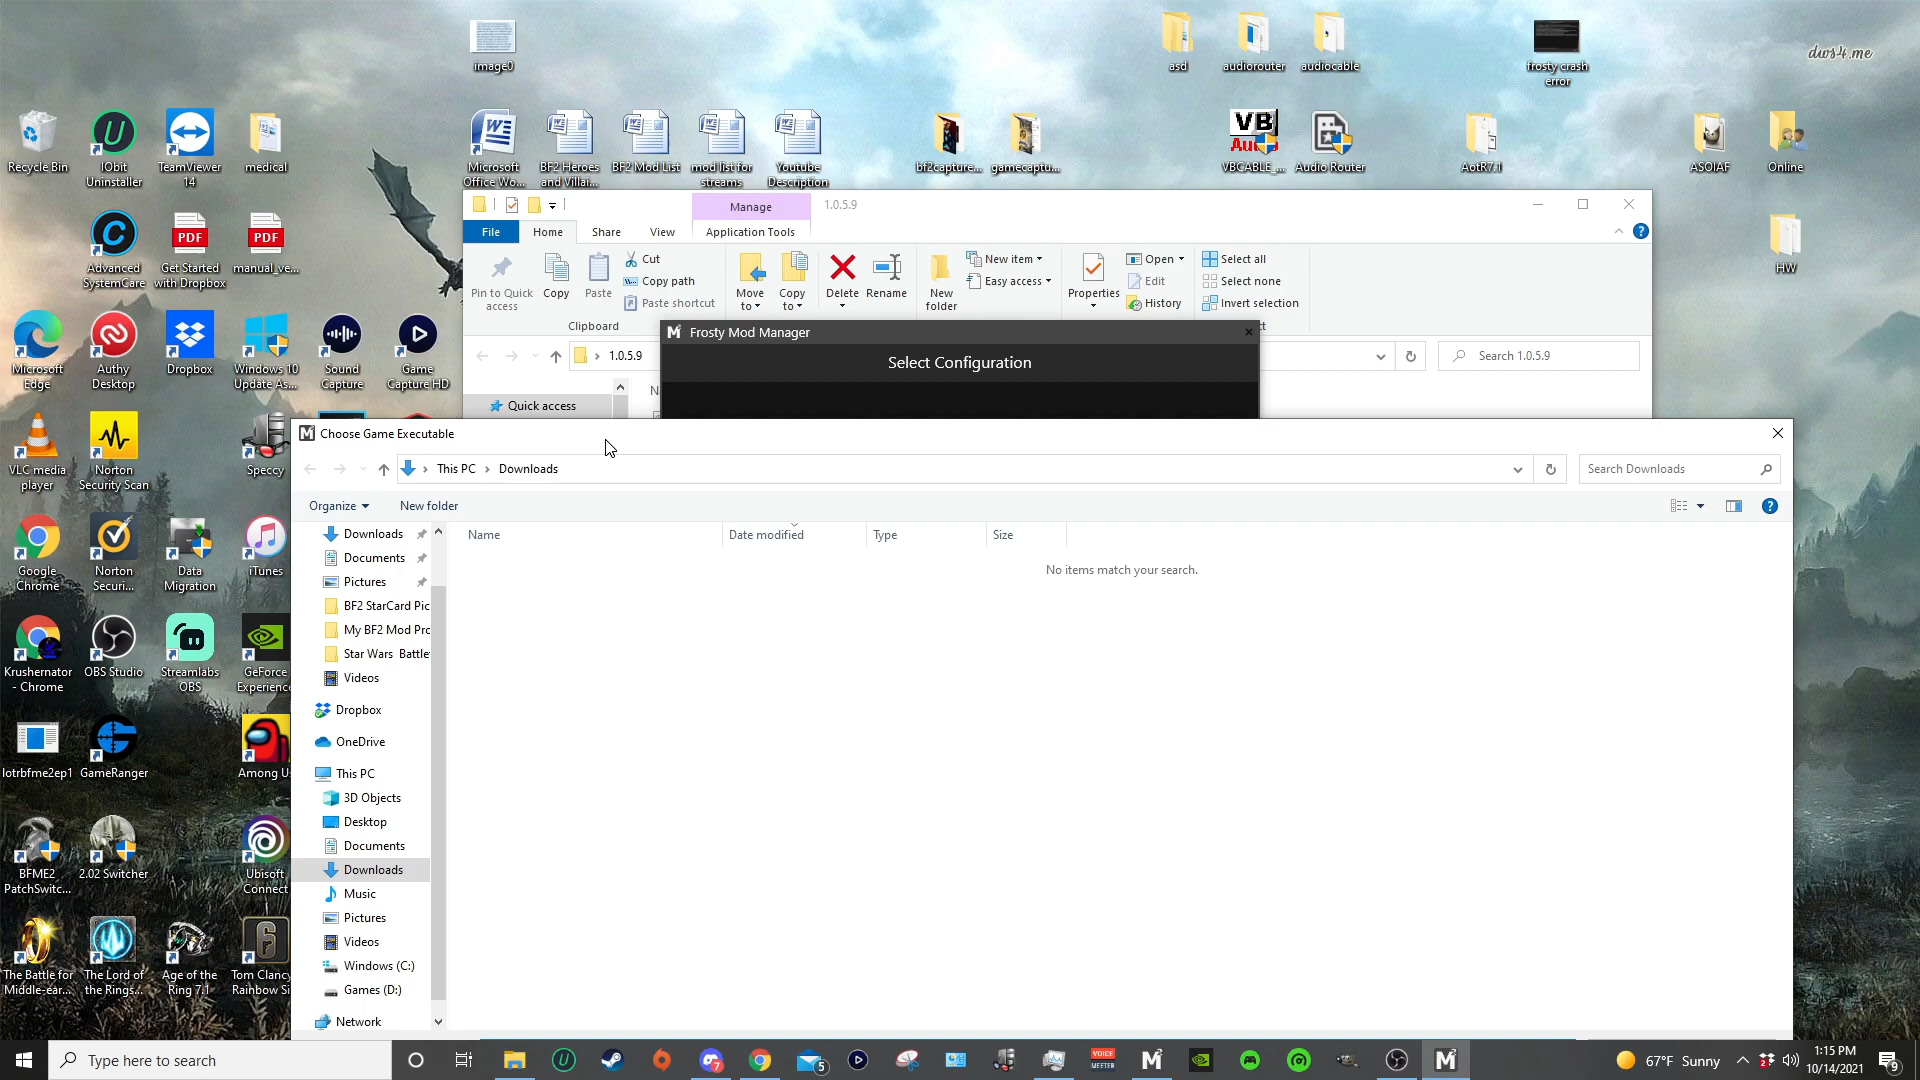 image0
asd
audiorouter
audiocable
frosty crash
error
dws4.me
Recycle Bin
IObit
Uninstaller
TeamViewer
14
medical
Microsoft
Office Wo...
BF2 Heroes
and Villai...
BF2 Mod List
mod list for
streams
Youtube
Description
bf2capture...
gamecaptu...
VB
Audio
VBCABLE_...
Audio Router
AotR7.1
ASOIAF
Online
Manage
1.0.5.9
File
Home
Share
View
Application Tools
PDF
PDF
Advanced
SystemCare
Get Started
with Dropbox
manual_ve...
HW
Pin to Quick
access
Copy
Paste
Cut
Copy path
Paste shortcut
Clipboard
Move
to
Copy
to
Delete
Rename
New
folder
New item
Easy access
Properties
Open
Edit
History
Select all
Select none
Invert selection
Frosty Mod Manager
Select Configuration
1.0.5.9
Search 1.0.5.9
Quick access
Microsoft
Edge
Authy
Desktop
Dropbox
Windows 10
Update As...
Sound
Capture
Game
Capture HD
Choose Game Executable
This PC
Downloads
Search Downloads
Organize
New folder
VLC media
player
Norton
Security Scan
Speccy
Name
Date modified
Type
Size
No items match your search.
Downloads
Documents
Pictures
BF2 StarCard Pic
My BF2 Mod Pro
Star Wars Battle
Videos
Dropbox
OneDrive
This PC
3D Objects
Desktop
Documents
Downloads
Music
Pictures
Videos
Windows (C:)
Games (D:)
Network
Google
Chrome
Norton
Securi...
Data
Migration
iTunes
Krushernator
- Chrome
OBS Studio
Streamlabs
OBS
GeForce
Experience
lotrbfme2ep1
GameRanger
Among U
BFME2
PatchSwitc...
2.02 Switcher
Ubisoft
Connect
The Battle for
Middle-ear...
The Lord of
the Rings...
Age of the
Ring 7.1
Tom Clancy
Rainbow Si
Type here to search
7
5
VOICE
MEETER
67°F Sunny
2
1:15 PM
10/14/2021
9